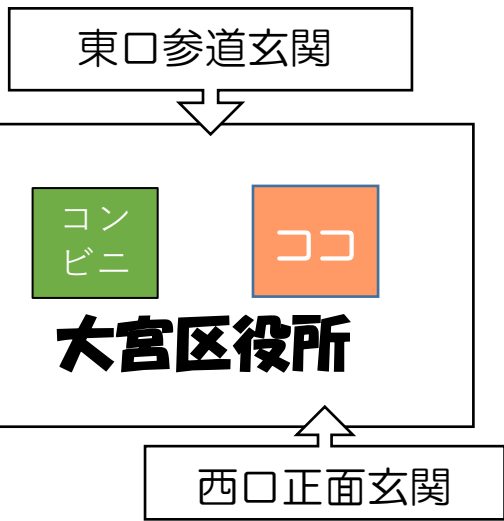 東口参道玄関
コン
ビニ
ココ
大宮区役所
西口正面玄関